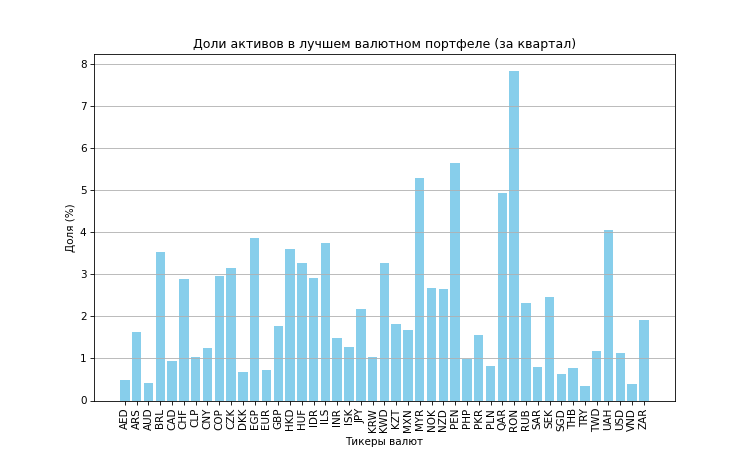 Доли активов в лучшем валютном портфеле (за квартал)
8
7
6
5
4
3
2
1
0
Доля (%)
AED ARS AUD BRL CAD CHF CLP CNY COP CZK DKK EGP EUR GBP HKD HUF IDR ILS INR ISK JPY KRW KWD KZT MXN MYR NOK NZD PEN PHP PKR PLN QAR RON RUB SAR SEK SGD THB TRY TWD UAH USD VND ZAR
Тикеры валют